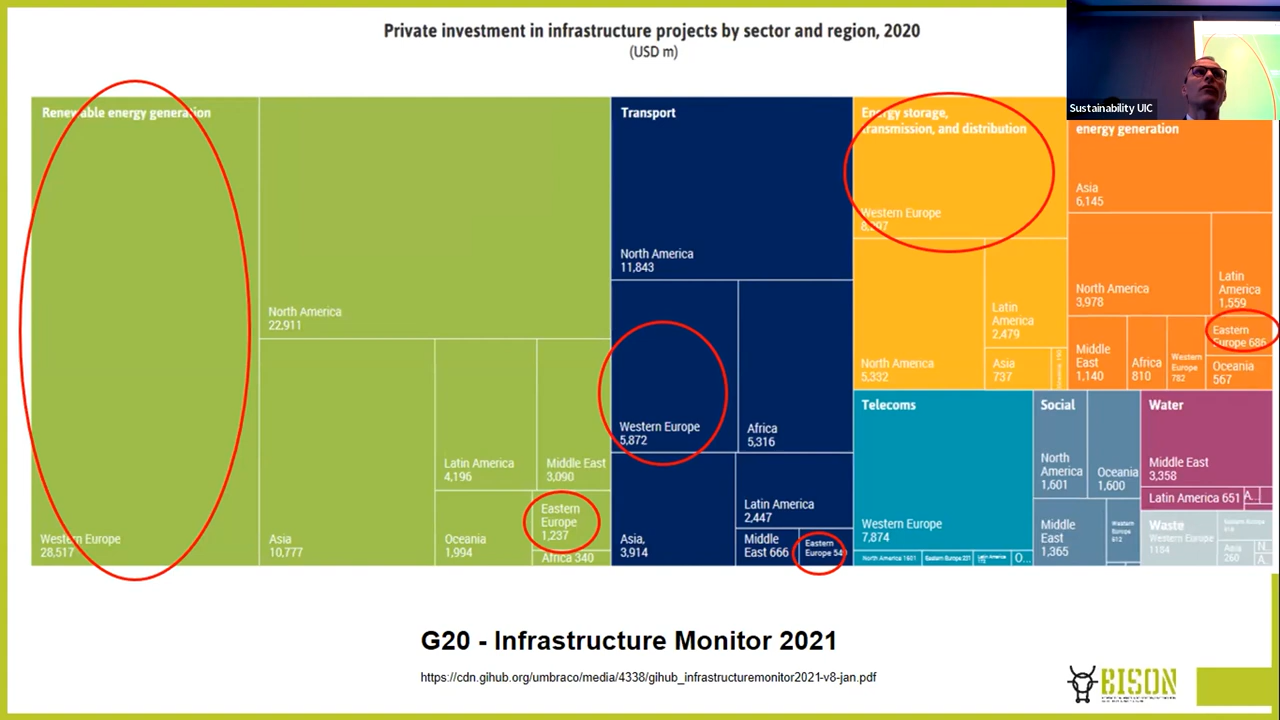 Private investment in infrastructure projects by sector and region, 2020
(USD m)
Sustainability UIC
Renewable energy generation
Western Europe
28,517
North America
22,911
Asia
10,777
Latin America
4,196
Middle East
3,090
Oceania
1,994
Eastern
Europe
1,237
Africa 340
Transport
North America
11,843
Western Europe
5,872
Africa
5,316
Asia,
3,914
Latin America
2,447
Middle
East 666
Eastern
Europe
Energy storage,
transmission, and distribution
Western Europe
North America
5,332
Latin
America
2,479
Asia
737
energy generation
Asia
6,145
North America
3,978
Latin
America
1,559
Middle
East
1,140
Africa
810
Western
Europe
782
Eastern
Europe 686
Oceania
567
Telecoms
Western Europe
7,874
North America 1601
Eastern Europe
Latin America
O...
Social
North
America
1,601
Oceania
1,600
Middle
East
1,365
Western
Europe
Water
Middle East
3,358
Latin America 651
A...
Waste
Western Europe
1184
Asia
260
N...
A...
G20 - Infrastructure Monitor 2021
https://cdn.gihub.org/umbraco/media/4338/gihub_infrastructuremonitor2021-v8-jan.pdf
BISON